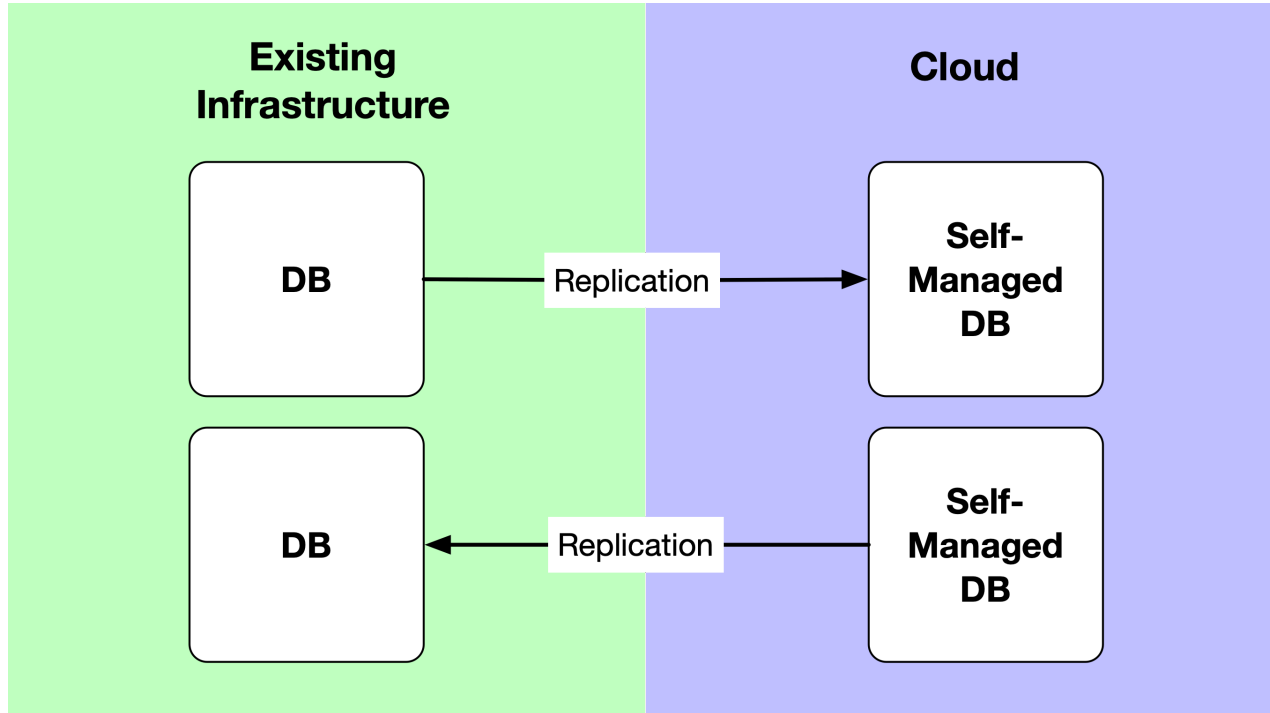 Existing
Infrastructure
Cloud
DB
Replication
Self-
Managed
DB
DB
Replication
Self-
Managed
DB